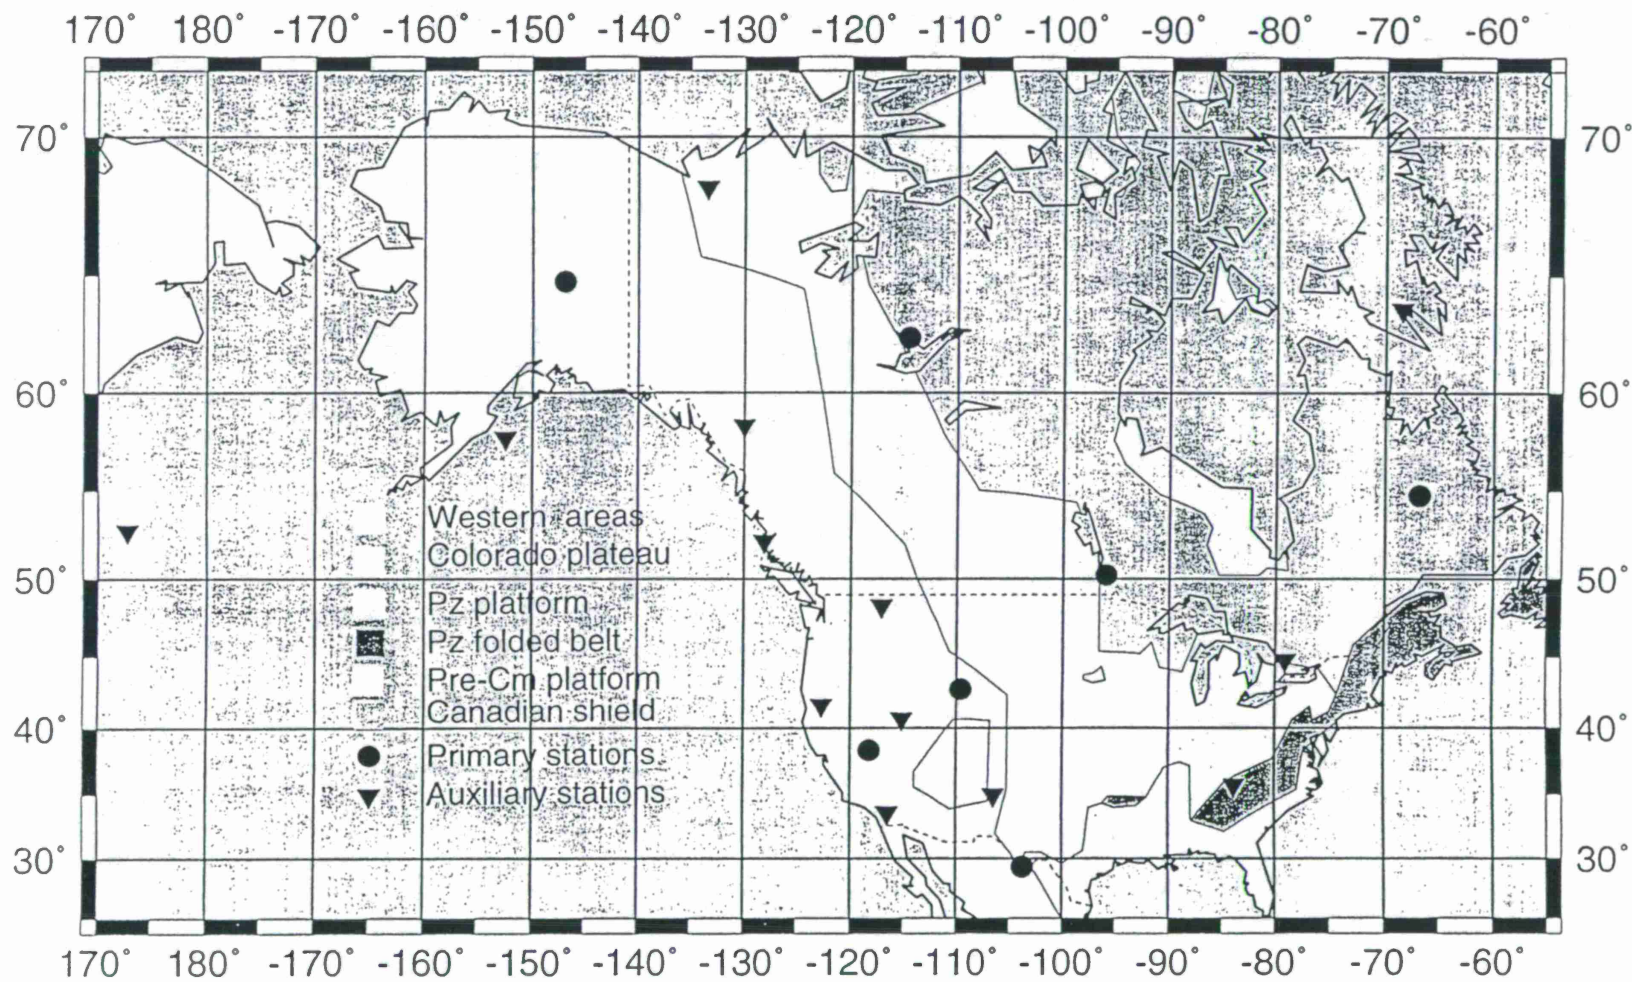 170° 180° -170° -160° -150° -140° -130° -120° -110° -100° -90° -80° -70° -60°
70° 70°
60° 60°
Western areas
Colorado plateau
50° 50°
Pz platform
Pz folded belt
Pre-Cm platform
Canadian shield
40° 40°
Primary stations
Auxiliary stations
30° 30°
170° 180° -170° -160° -150° -140° -130° -120° -110° -100° -90° -80° -70° -60°